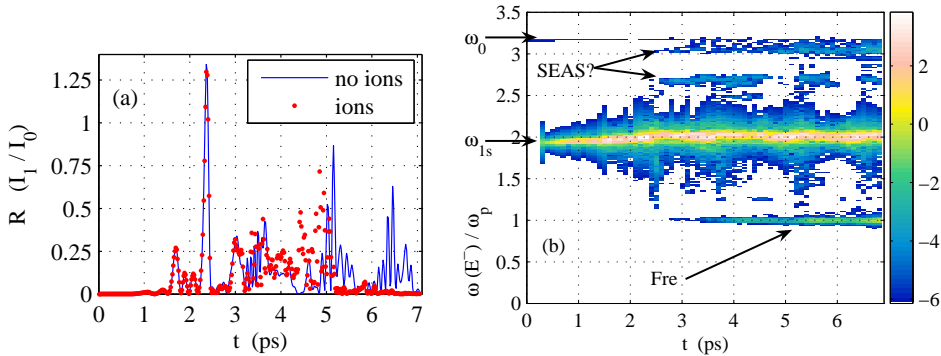 1.25
1
0.75
0.5
0.25
0
R (I₁ / I₀)
(a)
no ions
ions
0 1 2 3 4 5 6 7
t (ps)
3.5
3
2.5
2
1.5
1
0.5
0
ω (E⁻) / ωₚ
ω₀
ω₁ₛ
SEAS?
Fre
(b)
0 1 2 3 4 5 6
t (ps)
2
0
−2
−4
−6